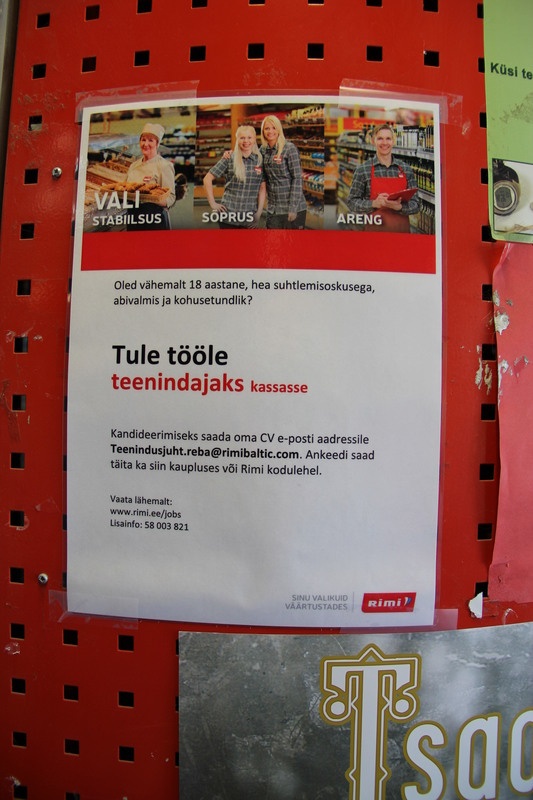 Küsi te
VALI
STABIILSUS
SÕPRUS
ARENG
Oled vähemalt 18 aastane, hea suhtlemisoskusega,
abivalmis ja kohusetundlik?
Tule tööle
teenindajaks kassasse
Kandideerimiseks saada oma CV e-posti aadressile
Teenindusjuht.reba@rimibaltic.com. Ankeedi saad
täita ka siin kaupluses või Rimi kodulehel.
Vaata lähemalt:
www.rimi.ee/jobs
Lisainfo: 58 003 821
SINU VALIKUID
VÄÄRTUSTADES
Rimi
Tsao